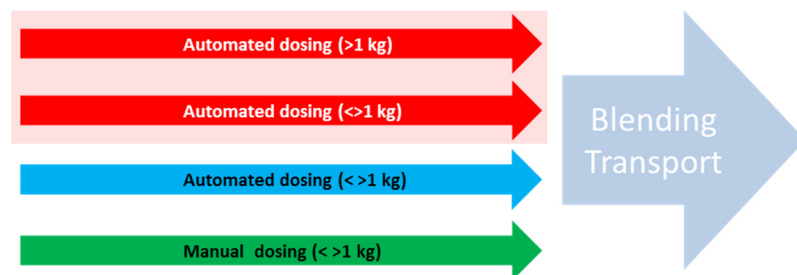 Automated dosing (>1 kg)
Automated dosing (<>1 kg)
Automated dosing (< >1 kg)
Manual  dosing (< >1 kg)
Blending
Transport